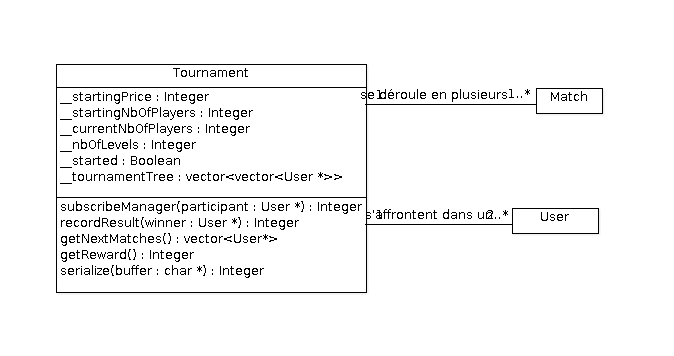 Tournament
__startingPrice : Integer
__startingNbOfPlayers : Integer
__currentNbOfPlayers : Integer
__nbOfLevels : Integer
__started : Boolean
__tournamentTree : vector<vector<User *>>
subscribeManager(participant : User *) : Integer
recordResult(winner : User *) : Integer
getNextMatches() : vector<User*>
getReward() : Integer
serialize(buffer : char *) : Integer
1
se déroule en plusieurs
1..*
Match
1
s'affrontent dans un
2..*
User